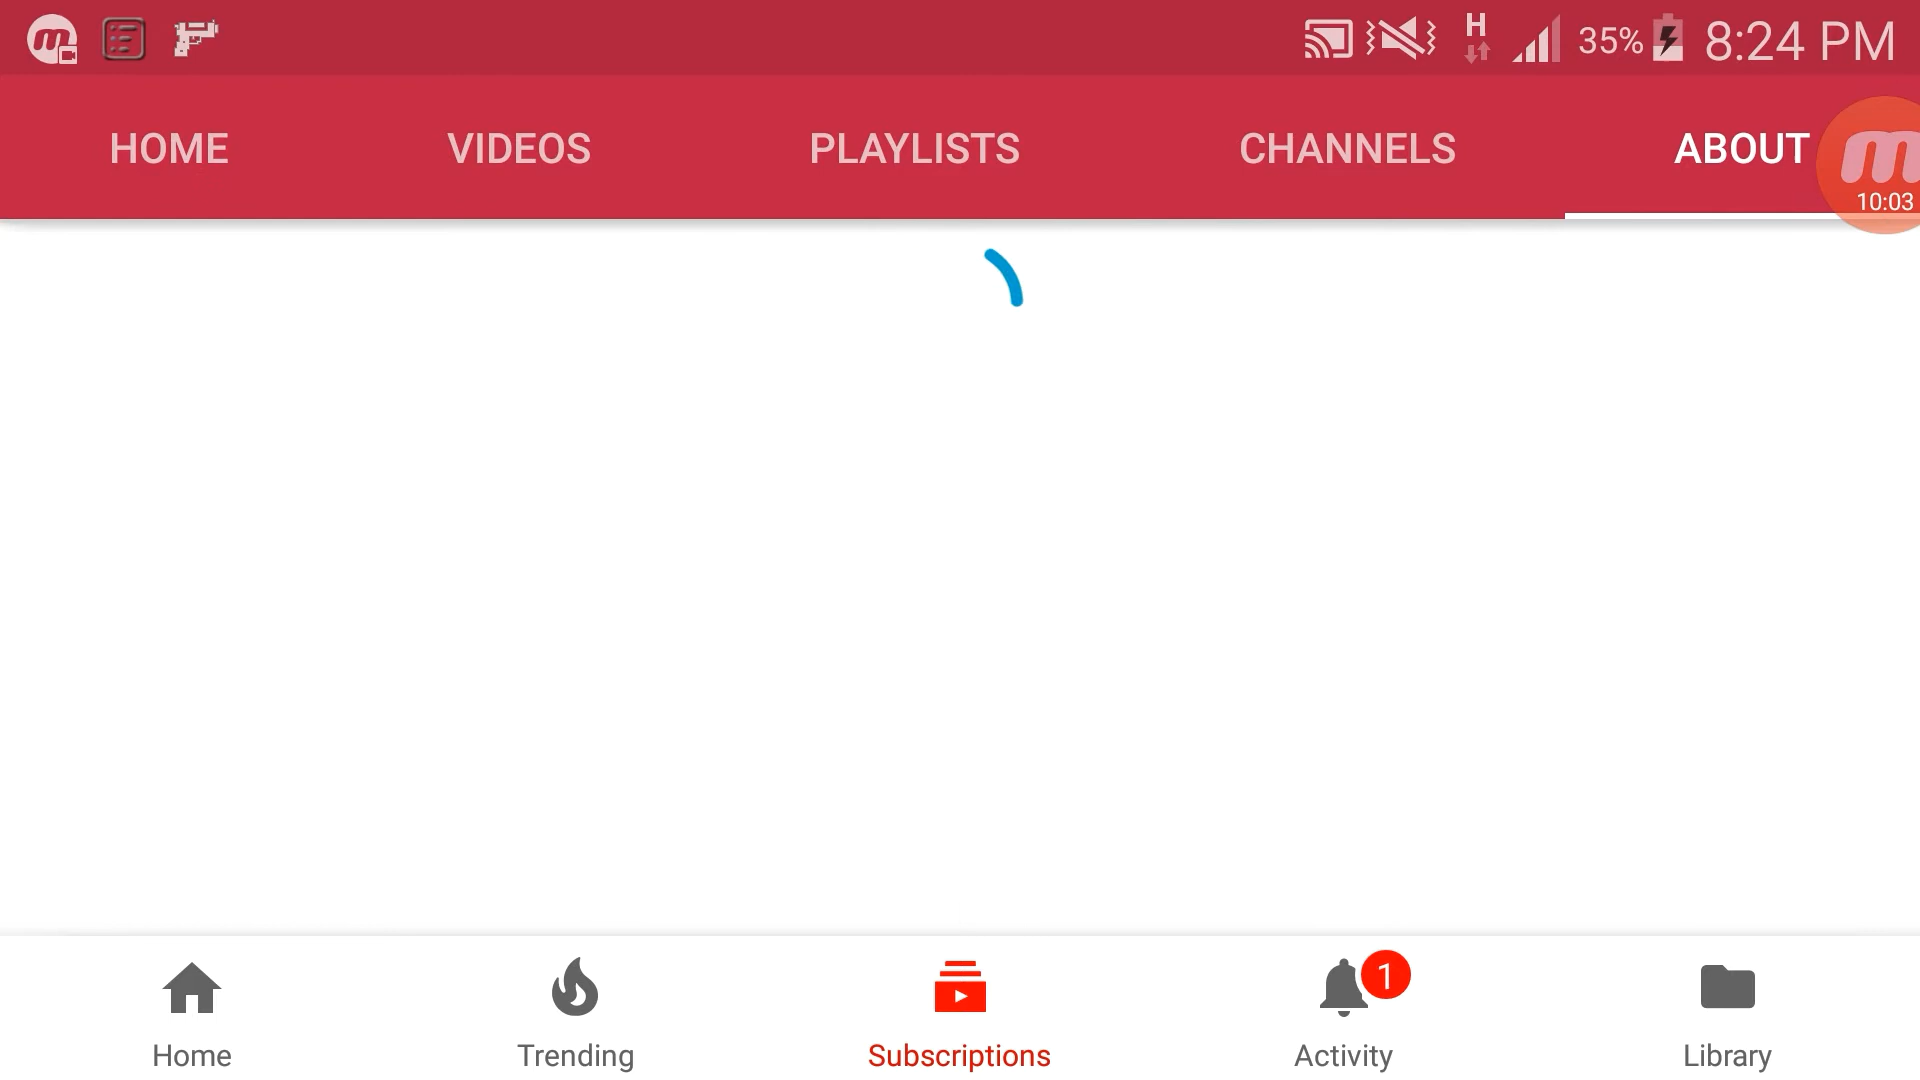 H 35% 8:24 PM
HOME VIDEOS PLAYLISTS CHANNELS ABOUT
10:03
1
Home Trending Subscriptions Activity Library